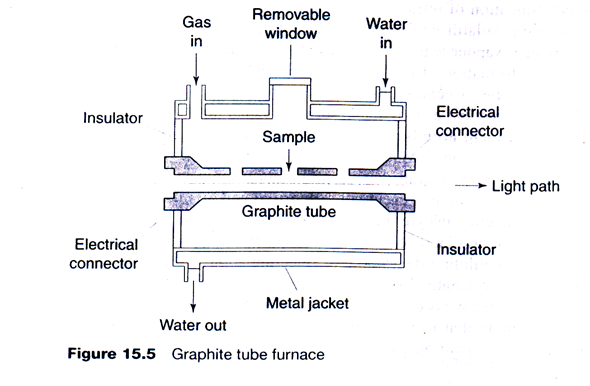 Gas
in
Removable
window
Water
in
Insulator
Electrical
connector
Sample
Light path
Graphite tube
Electrical
connector
Insulator
Metal jacket
Water out
Figure 15.5 Graphite tube furnace